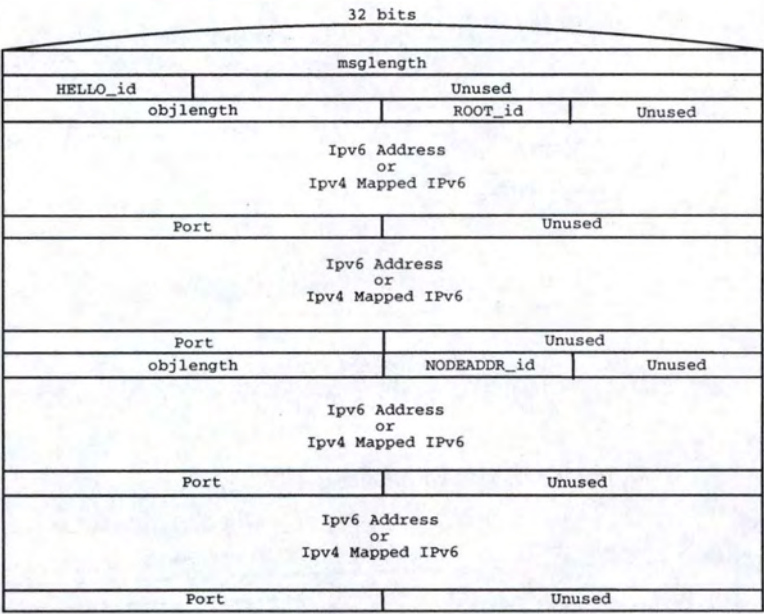 32 bits
msglength
HELLO_id Unused
objlength ROOT_id Unused
Ipv6 Address
or
Ipv4 Mapped IPv6
Port Unused
Ipv6 Address
or
Ipv4 Mapped IPv6
Port Unused
objlength NODEADDR_id Unused
Ipv6 Address
or
Ipv4 Mapped IPv6
Port Unused
Ipv6 Address
or
Ipv4 Mapped IPv6
Port Unused